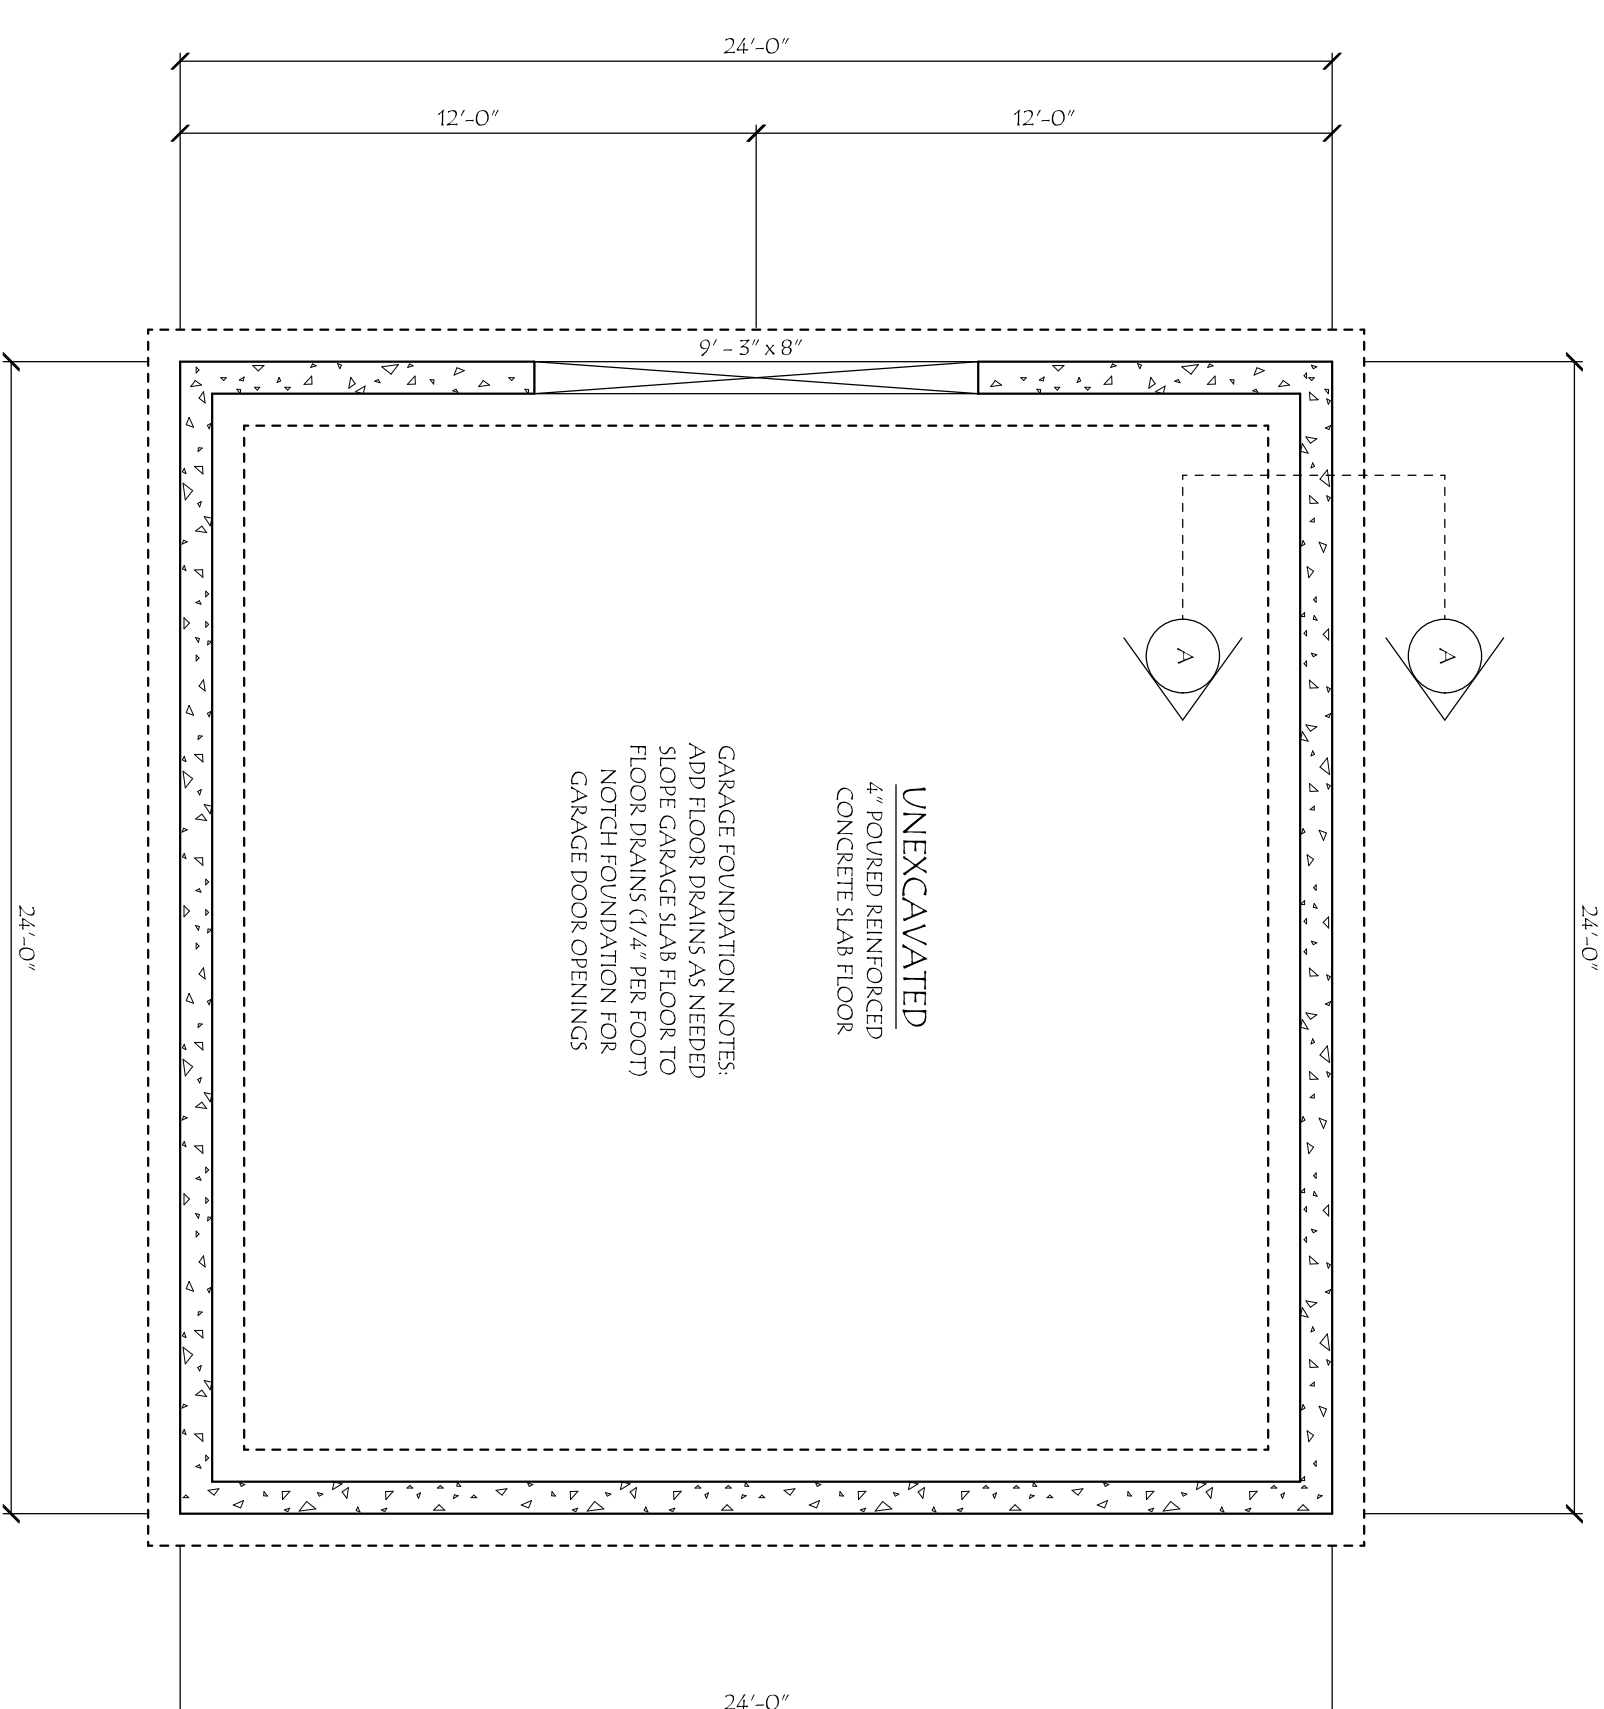 24'-0"
12'-0"
12'-0"
9' - 3" x 8"
A
A
UNEXCAVATED
4" POURED REINFORCED
CONCRETE SLAB FLOOR
GARAGE FOUNDATION NOTES:
ADD FLOOR DRAINS AS NEEDED
SLOPE GARAGE SLAB FLOOR TO
FLOOR DRAINS (1/4" PER FOOT)
NOTCH FOUNDATION FOR
GARAGE DOOR OPENINGS
24'-0"
24'-0"
24'-0"